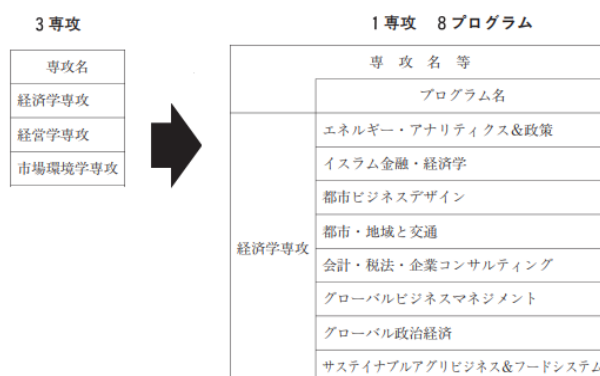 3専攻
専攻名
経済学専攻
経営学専攻
市場環境学専攻
1専攻 8プログラム
専攻名等
プログラム名
経済学専攻
エネルギー・アナリティクス&政策
イスラム金融・経済学
都市ビジネスデザイン
都市・地域と交通
会計・税法・企業コンサルティング
グローバルビジネスマネジメント
グローバル政治経済
サステイナブルアグリビジネス&フードシステム